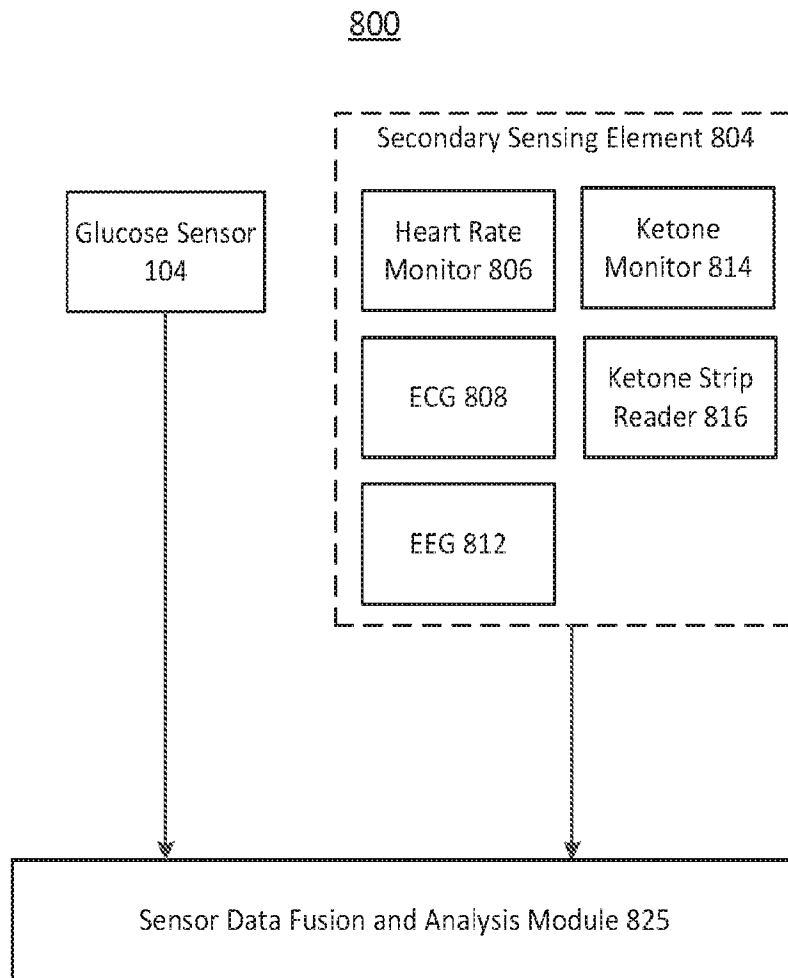 800
Secondary Sensing Element 804
Glucose Sensor
104
Heart Rate
Monitor 806
Ketone
Monitor 814
ECG 808
Ketone Strip
Reader 816
EEG 812
Sensor Data Fusion and Analysis Module 825